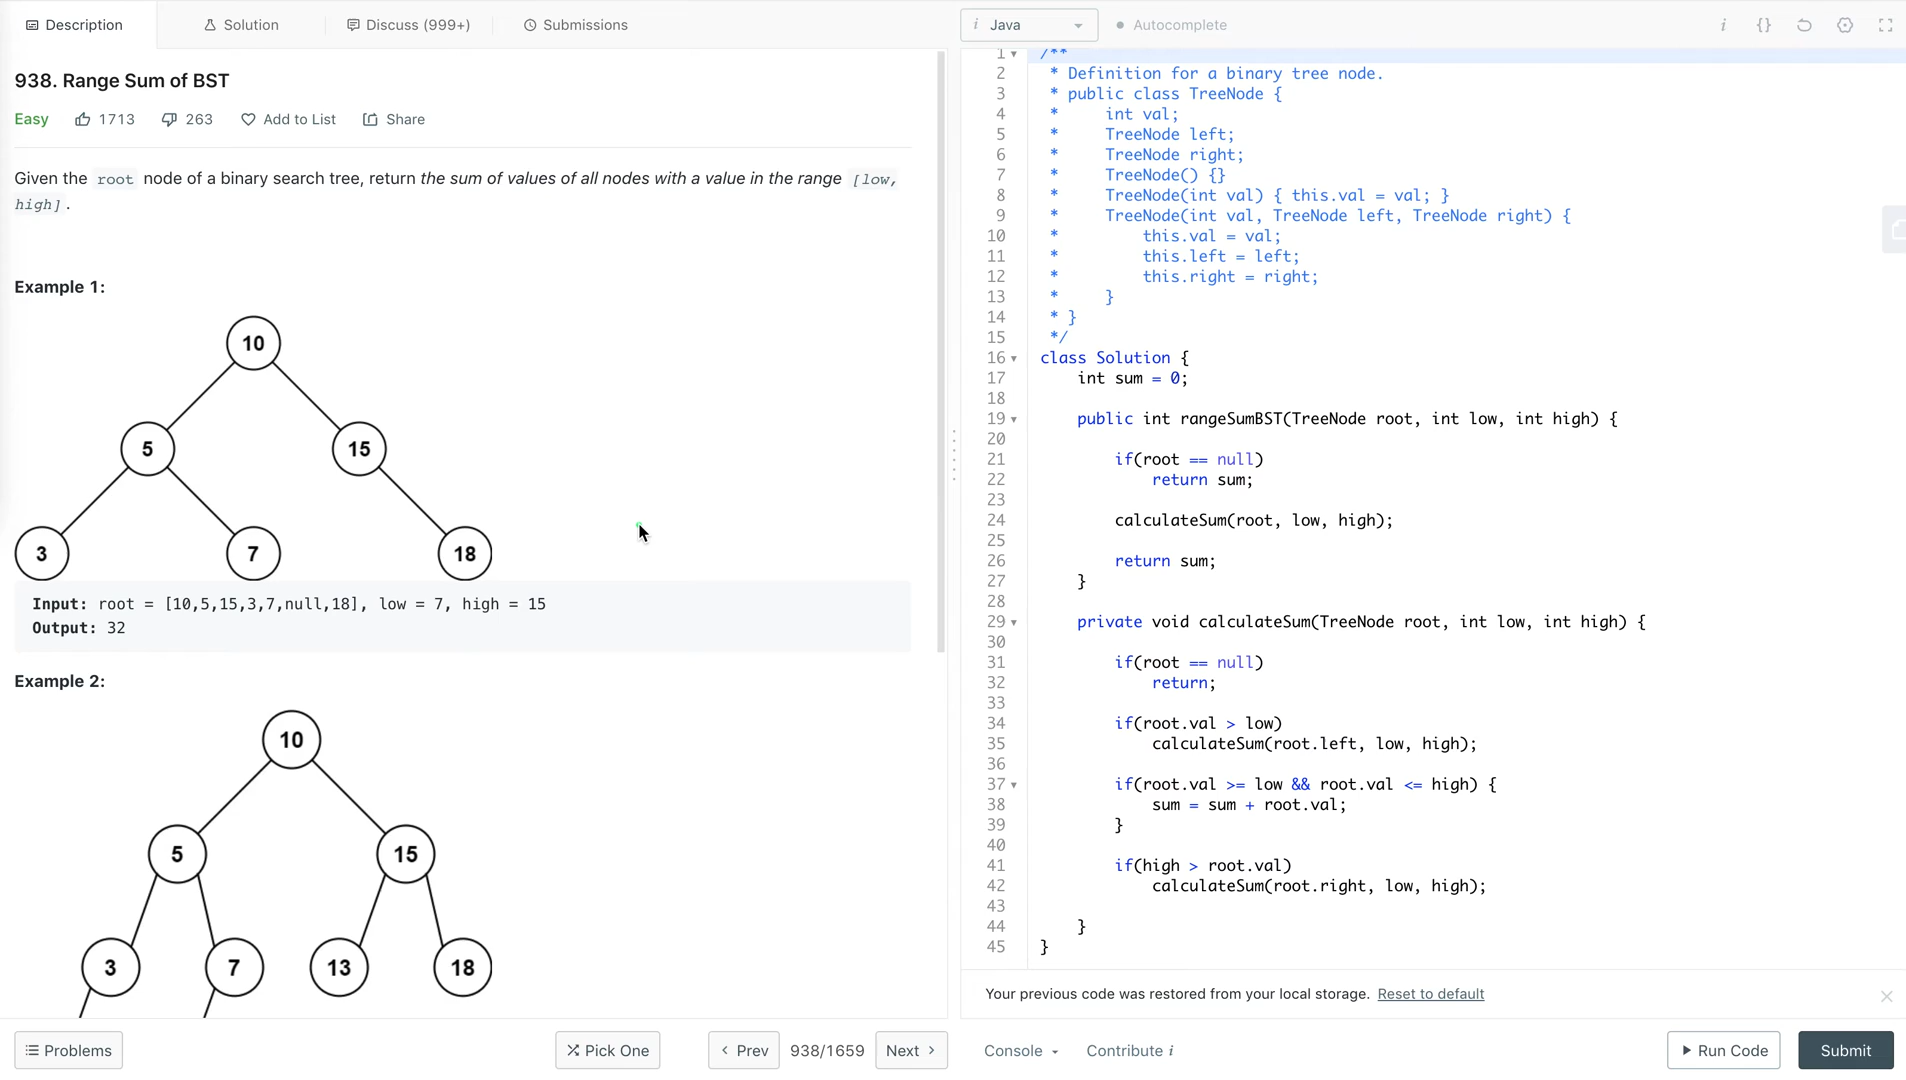 Description
Solution
Discuss (999+)
Submissions
938. Range Sum of BST
Easy 1713 263 Add to List Share
Given the root node of a binary search tree, return the sum of values of all nodes with a value in the range [low,
high].
Example 1:
10
5 15
3 7 18
Input: root = [10,5,15,3,7,null,18], low = 7, high = 15
Output: 32
Example 2:
10
5 15
3 7 13 18
Problems
Pick One
Prev
938/1659
Next
i Java
Autocomplete
i {}
1 /**
2 * Definition for a binary tree node.
3 * public class TreeNode {
4 *     int val;
5 *     TreeNode left;
6 *     TreeNode right;
7 *     TreeNode() {}
8 *     TreeNode(int val) { this.val = val; }
9 *     TreeNode(int val, TreeNode left, TreeNode right) {
10 *         this.val = val;
11 *         this.left = left;
12 *         this.right = right;
13 *     }
14 * }
15 */
16 class Solution {
17     int sum = 0;
18
19     public int rangeSumBST(TreeNode root, int low, int high) {
20
21         if(root == null)
22             return sum;
23
24         calculateSum(root, low, high);
25
26         return sum;
27     }
28
29     private void calculateSum(TreeNode root, int low, int high) {
30
31         if(root == null)
32             return;
33
34         if(root.val > low)
35             calculateSum(root.left, low, high);
36
37         if(root.val >= low && root.val <= high) {
38             sum = sum + root.val;
39         }
40
41         if(high > root.val)
42             calculateSum(root.right, low, high);
43
44     }
45 }
Your previous code was restored from your local storage. Reset to default
Console
Contribute i
Run Code
Submit